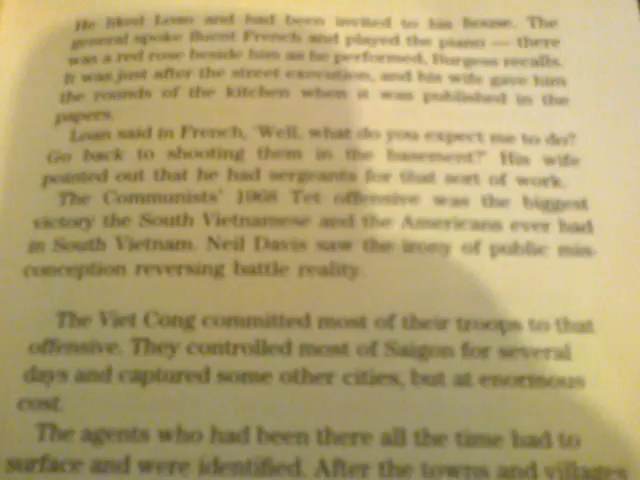 He liked Loan and had been invited to his house. The
general spoke fluent French and played the piano — there
was a red rose beside him as he performed, Burgess recalls.
It was just after the street execution, and his wife gave him
the rounds of the kitchen when it was published in the
papers.
Loan said in French, 'Well, what do you expect me to do?
Go back to shooting them in the basement?' His wife
pointed out that he had sergeants for that sort of work.
The Communists' 1968 Tet offensive was the biggest
victory the South Vietnamese and the Americans ever had
in South Vietnam. Neil Davis saw the irony of public mis-
conception reversing battle reality.
The Viet Cong committed most of their troops to that
offensive. They controlled most of Saigon for several
days and captured some other cities, but at enormous
cost.
The agents who had been there all the time had to
surface and were identified. After the towns and villages